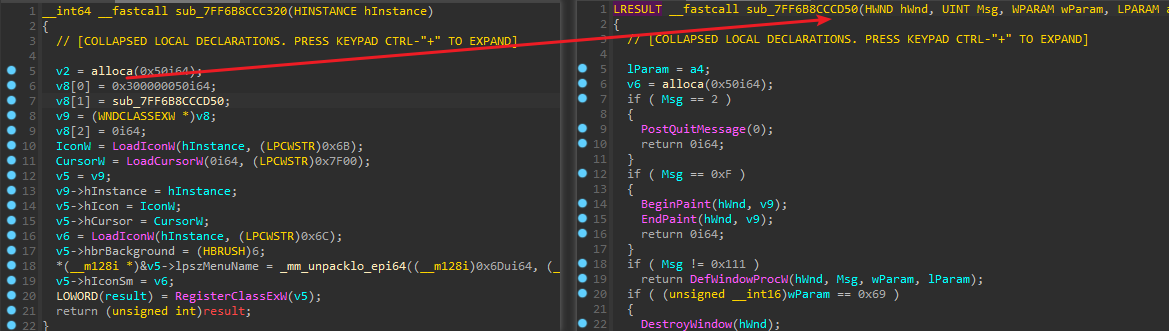 1 __int64 __fastcall sub_7FF6B8CCC320(HINSTANCE hInstance)
2 {
3 // [COLLAPSED LOCAL DECLARATIONS. PRESS KEYPAD CTRL-"+" TO EXPAND]
4
5 v2 = alloca(0x50i64);
6 v8[0] = 0x300000050i64;
7 v8[1] = sub_7FF6B8CCCD50;
8 v9 = (WNDCLASSEXW *)v8;
9 v8[2] = 0i64;
10 IconW = LoadIconW(hInstance, (LPCWSTR)0x6B);
11 CursorW = LoadCursorW(0i64, (LPCWSTR)0x7F00);
12 v5 = v9;
13 v9->hInstance = hInstance;
14 v5->hIcon = IconW;
15 v5->hCursor = CursorW;
16 v6 = LoadIconW(hInstance, (LPCWSTR)0x6C);
17 v5->hbrBackground = (HBRUSH)6;
18 *(__m128i *)&v5->lpszMenuName = _mm_unpacklo_epi64((__m128i)0x6Dui64, (_
19 v5->hIconSm = v6;
20 LOWORD(result) = RegisterClassExW(v5);
21 return (unsigned int)result;
22 }
1 LRESULT __fastcall sub_7FF6B8CCCD50(HWND hWnd, UINT Msg, WPARAM wParam, LPARAM a
2 {
3 // [COLLAPSED LOCAL DECLARATIONS. PRESS KEYPAD CTRL-"+" TO EXPAND]
4
5 lParam = a4;
6 v6 = alloca(0x50i64);
7 if ( Msg == 2 )
8 {
9 PostQuitMessage(0);
10 return 0i64;
11 }
12 if ( Msg == 0xF )
13 {
14 BeginPaint(hWnd, v9);
15 EndPaint(hWnd, v9);
16 return 0i64;
17 }
18 if ( Msg != 0x111 )
19 return DefWindowProcW(hWnd, Msg, wParam, lParam);
20 if ( (unsigned __int16)wParam == 0x69 )
21 {
22 DestroyWindow(hWnd);